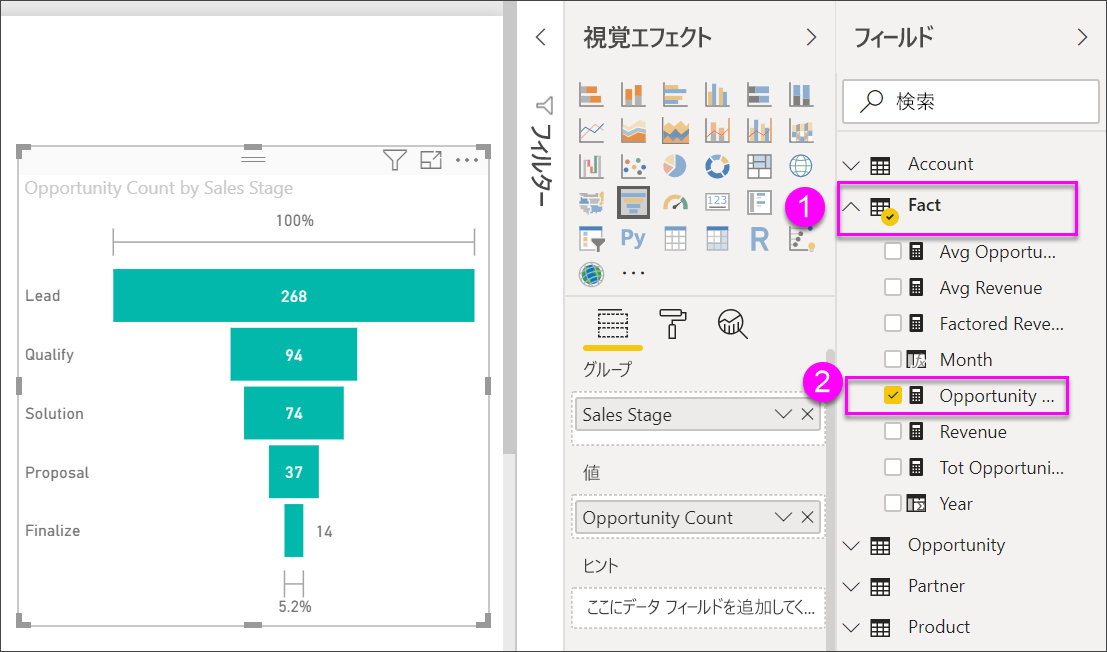 Opportunity Count by Sales Stage
100%
Lead
268
Qualify
94
Solution
74
Proposal
37
Finalize
14
5.2%
フィルター
視覚エフェクト
123
Py
R
グループ
Sales Stage
値
Opportunity Count
ヒント
ここにデータ フィールドを追加してく...
フィールド
検索
Account
1
Fact
Avg Opportu...
Avg Revenue
Factored Reve...
Month
2
Opportunity ...
Revenue
Tot Opportuni...
Year
Opportunity
Partner
Product